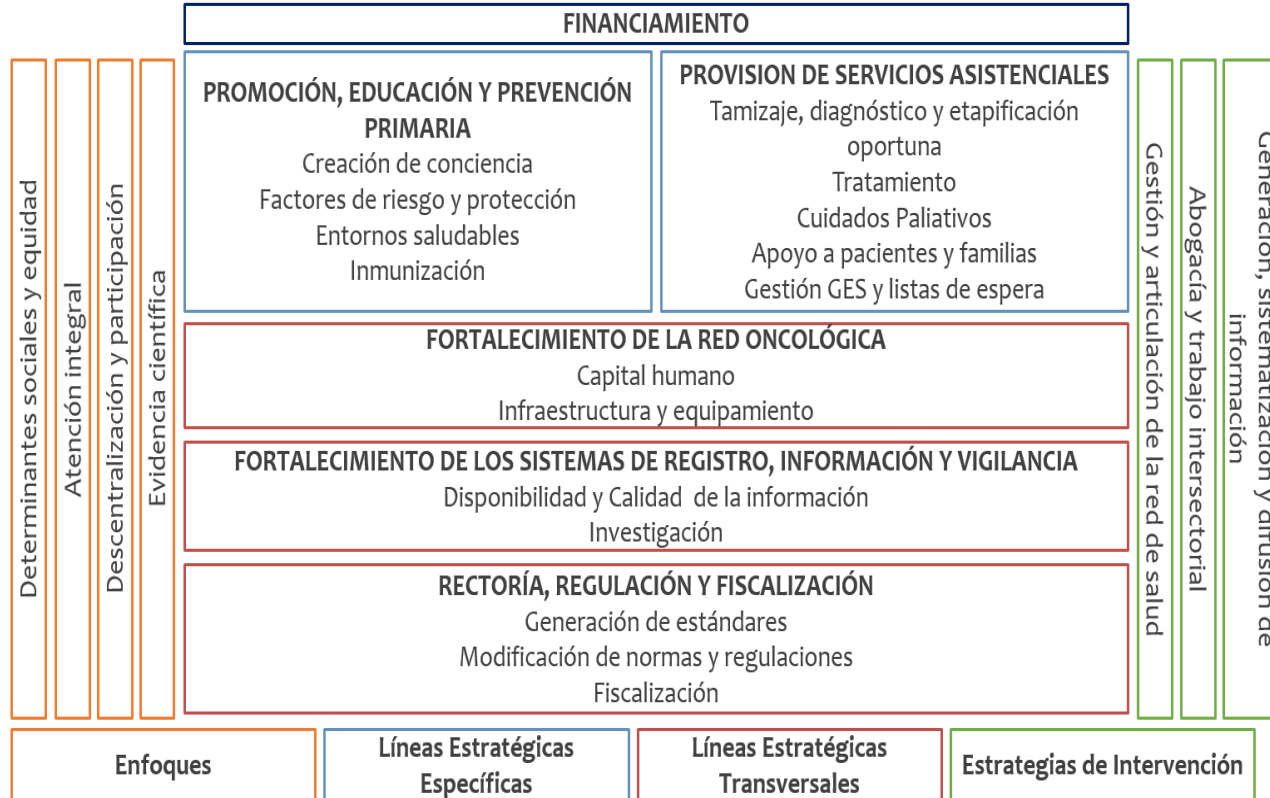 FINANCIAMIENTO
Determinantes sociales y equidad
Atención integral
Descentralización y participación
Evidencia científica
PROMOCIÓN, EDUCACIÓN Y PREVENCIÓN
PRIMARIA
Creación de conciencia
Factores de riesgo y protección
Entornos saludables
Inmunización
PROVISION DE SERVICIOS ASISTENCIALES
Tamizaje, diagnóstico y etapificación
oportuna
Tratamiento
Cuidados Paliativos
Apoyo a pacientes y familias
Gestión GES y listas de espera
FORTALECIMIENTO DE LA RED ONCOLÓGICA
Capital humano
Infraestructura y equipamiento
FORTALECIMIENTO DE LOS SISTEMAS DE REGISTRO, INFORMACIÓN Y VIGILANCIA
Disponibilidad y Calidad de la información
Investigación
RECTORÍA, REGULACIÓN Y FISCALIZACIÓN
Generación de estándares
Modificación de normas y regulaciones
Fiscalización
Gestión y articulación de la red de salud
Abogacía y trabajo intersectorial
Generación, sistematización y difusión de
información
Enfoques
Líneas Estratégicas
Específicas
Líneas Estratégicas
Transversales
Estrategias de Intervención